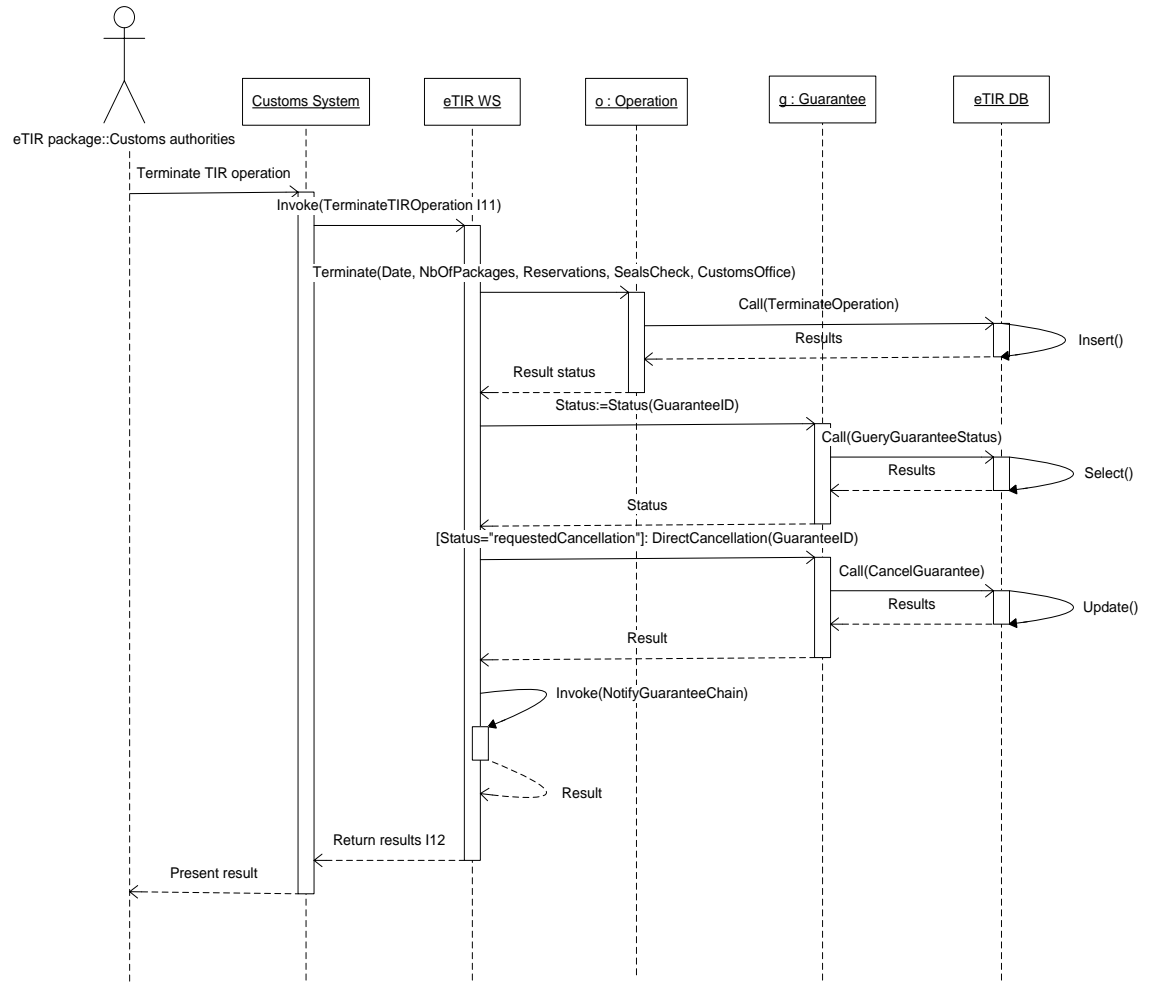 Customs System
eTIR WS
o : Operation
g : Guarantee
eTIR DB
eTIR package::Customs authorities
Terminate TIR operation
Invoke(TerminateTIROperation I11)
Terminate(Date, NbOfPackages, Reservations, SealsCheck, CustomsOffice)
Call(TerminateOperation)
Results
Insert()
Result status
Status:=Status(GuaranteeID)
Call(GueryGuaranteeStatus)
Results
Select()
Status
[Status="requestedCancellation"]: DirectCancellation(GuaranteeID)
Call(CancelGuarantee)
Results
Update()
Result
Invoke(NotifyGuaranteeChain)
Result
Return results I12
Present result